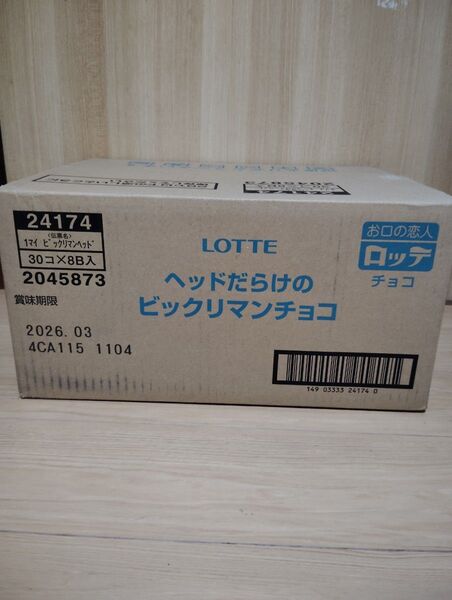 24174
(伝票名)
1マイ ビックリマンヘッド
30コ×8B入
2045873
賞味期限
2026.03
4CA115 1104
LOTTE
ヘッドだらけの
ビックリマンチョコ
お口の恋人
ロッテ
チョコ
149 03333 24174 0